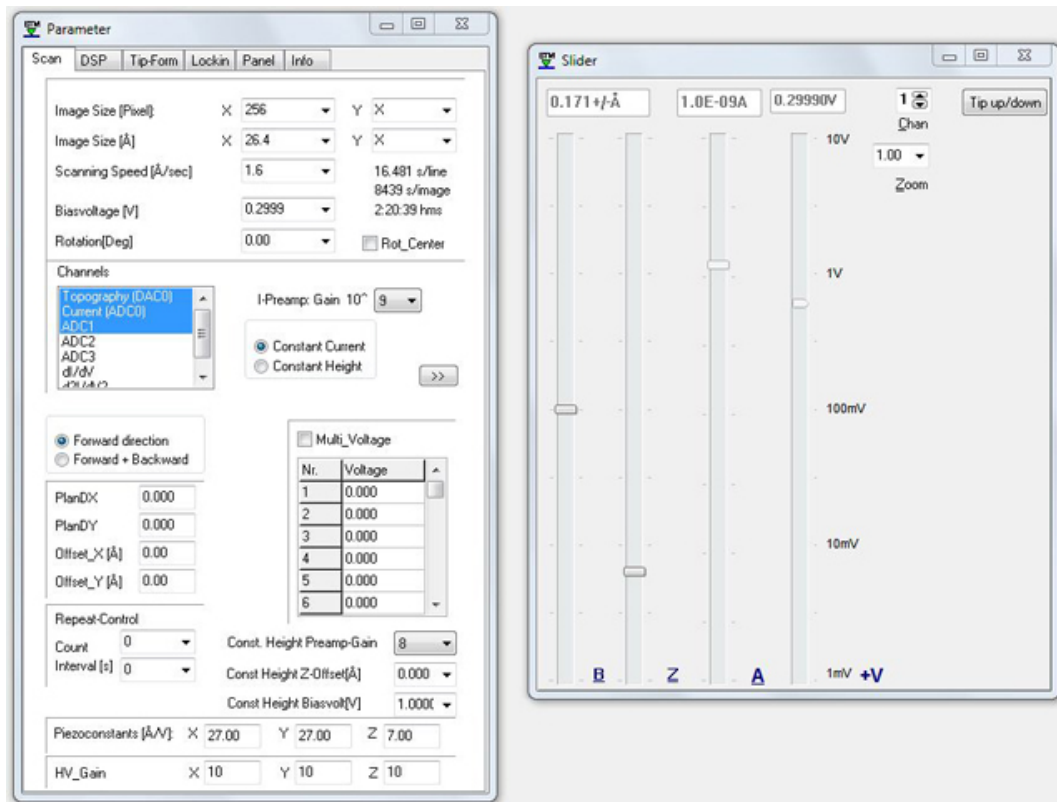 Parameter
Scan DSP Tip-Form Lockin Panel Info
Image Size [Pixel]: X 256 Y X
Image Size [Å] X 26.4 Y X
Scanning Speed [Å/sec] 1.6 16.481 s/line
8439 s/image
Biasvoltage [V] 0.2999 2:20:39 hms
Rotation[Deg] 0.00 Rot_Center
Channels
Topography (DAC0)
Current (ADC0)
ADC1
ADC2
ADC3
dI/dV
d2I/dV2
I-Preamp: Gain 10^ 9
Constant Current
Constant Height
>>
Forward direction
Forward + Backward
Multi_Voltage
Nr. Voltage
1 0.000
2 0.000
3 0.000
4 0.000
5 0.000
6 0.000
PlanDX 0.000
PlanDY 0.000
Offset_X [Å] 0.00
Offset_Y [Å] 0.00
Repeat-Control
Count 0
Interval [s] 0
Const. Height Preamp-Gain 8
Const Height Z-Offset[Å] 0.000
Const Height Biasvolt[V] 1.000(
Piezoconstants [Å/V]: X 27.00 Y 27.00 Z 7.00
HV_Gain X 10 Y 10 Z 10
Slider
0.171+/-Å 1.0E-09A 0.29990V 1 Tip up/down
Chan
1.00
Zoom
10V
1V
100mV
10mV
1mV
B Z A +V